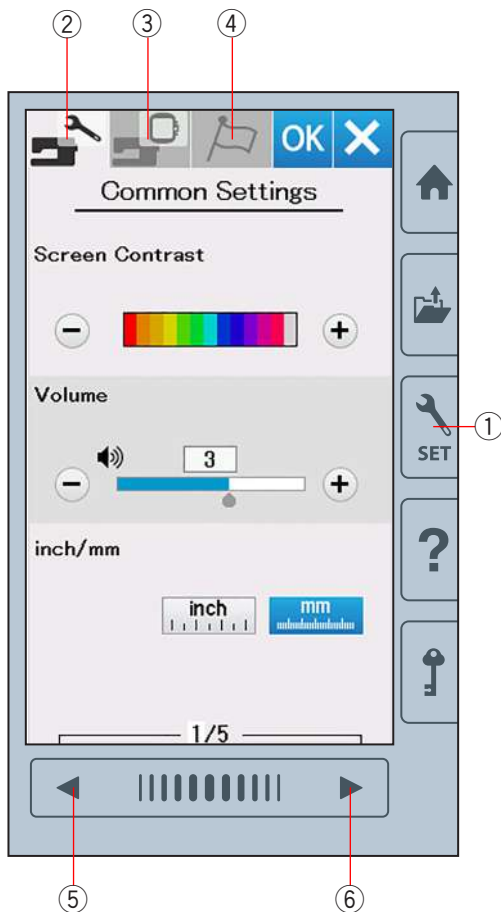 ② ③ ④
OK
Common Settings
Screen Contrast
Volume
3
①
SET
inch/mm
inch
mm
?
1/5
⑤ ⑥